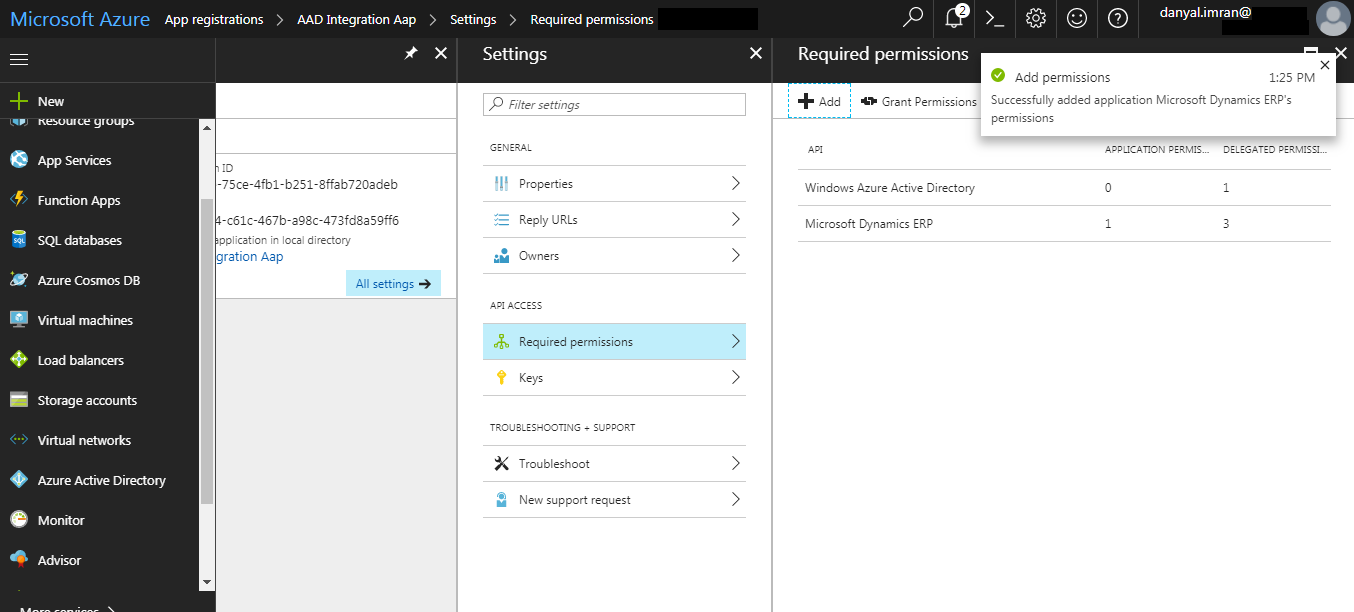 Microsoft Azure App registrations > AAD Integration Aap > Settings > Required permissions
2
danyal.imran@
New
Resource groups
App Services
Function Apps
SQL databases
Azure Cosmos DB
Virtual machines
Load balancers
Storage accounts
Virtual networks
Azure Active Directory
Monitor
Advisor
More services >
n ID
-75ce-4fb1-b251-8ffab720adeb
4-c61c-467b-a98c-473fd8a59ff6
application in local directory
gration Aap
All settings →
Settings
Filter settings
GENERAL
Properties
Reply URLs
Owners
API ACCESS
Required permissions
Keys
TROUBLESHOOTING + SUPPORT
Troubleshoot
New support request
Required permissions
Add Grant Permissions
Add permissions 1:25 PM
Successfully added application Microsoft Dynamics ERP's
permissions
API APPLICATION PERMIS... DELEGATED PERMISSI...
Windows Azure Active Directory 0 1
Microsoft Dynamics ERP 1 3